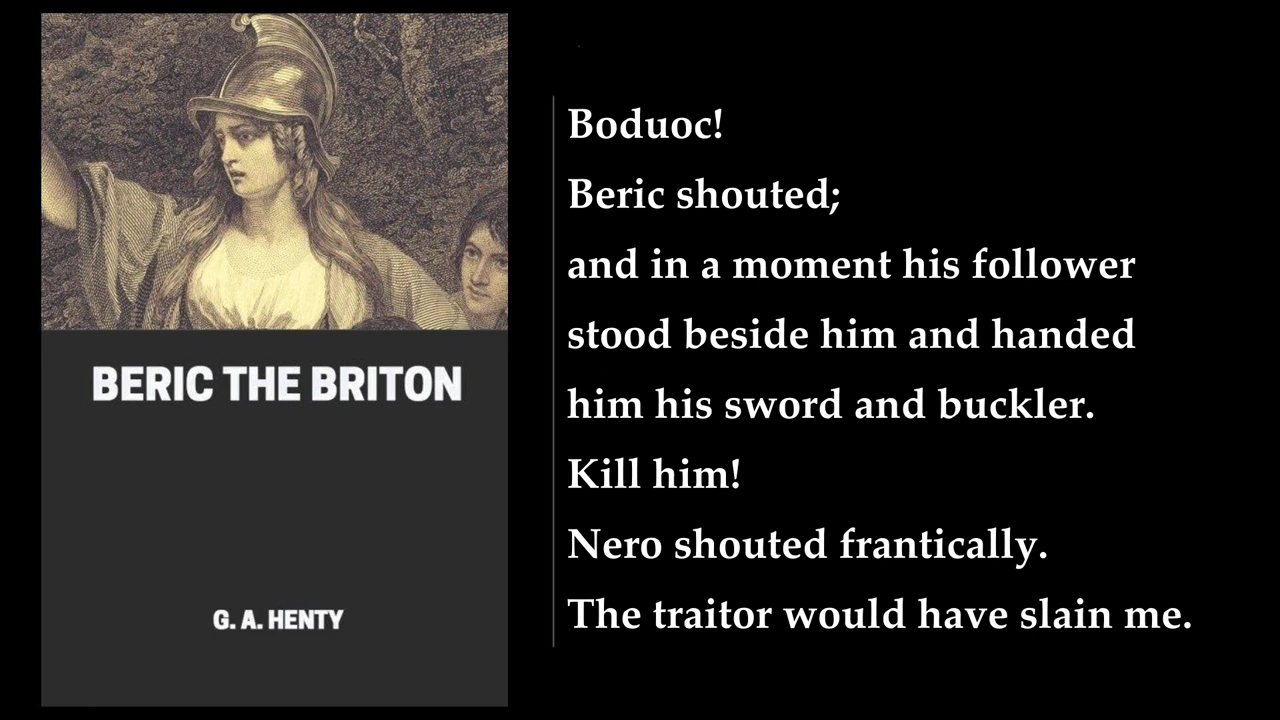 BERIC THE BRITON
G. A. HENTY
Boduoc!
Beric shouted;
and in a moment his follower
stood beside him and handed
him his sword and buckler.
Kill him!
Nero shouted frantically.
The traitor would have slain me.